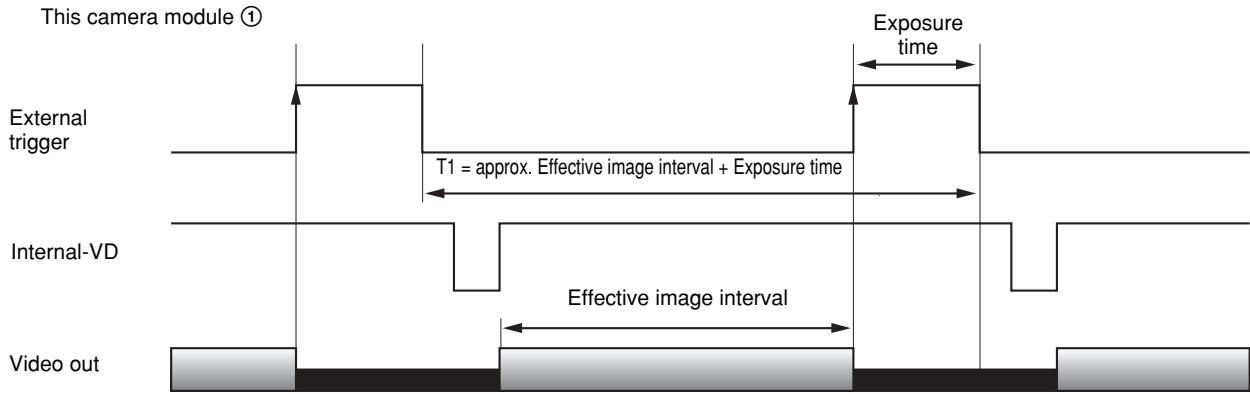 This camera module ①
Exposure
time
External
trigger
T1 = approx. Effective image interval + Exposure time
Internal-VD
Effective image interval
Video out